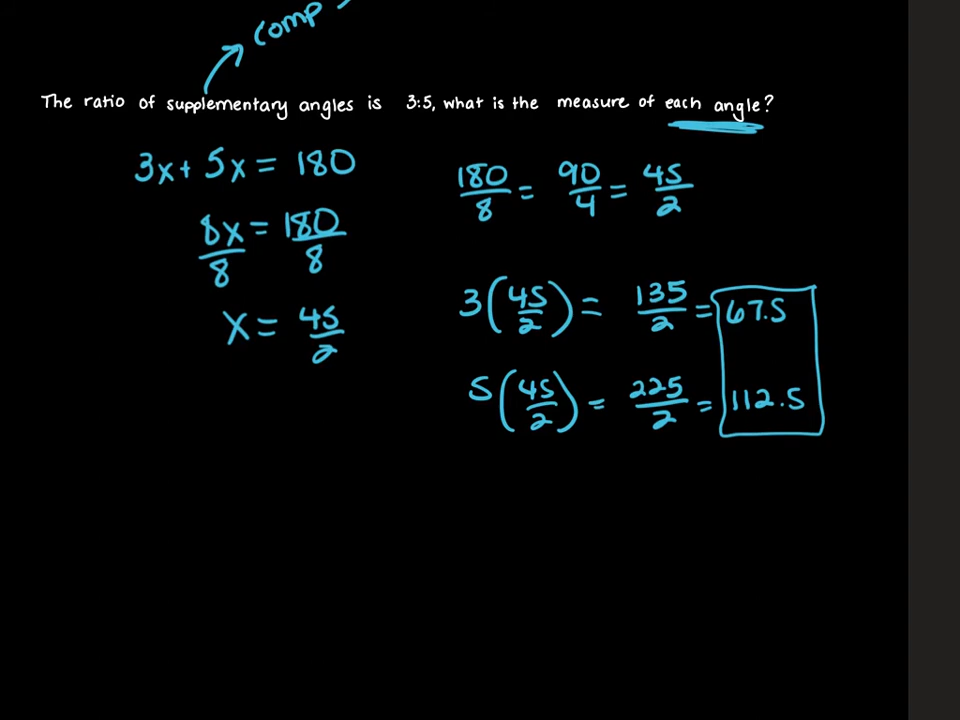 comp
The ratio of supplementary angles is 3:5, what is the measure of each angle?
3x + 5x = 180
8x/8 = 180/8
x = 45/2
180/8 = 90/4 = 45/2
3(45/2) = 135/2 = 67.5
5(45/2) = 225/2 = 112.5